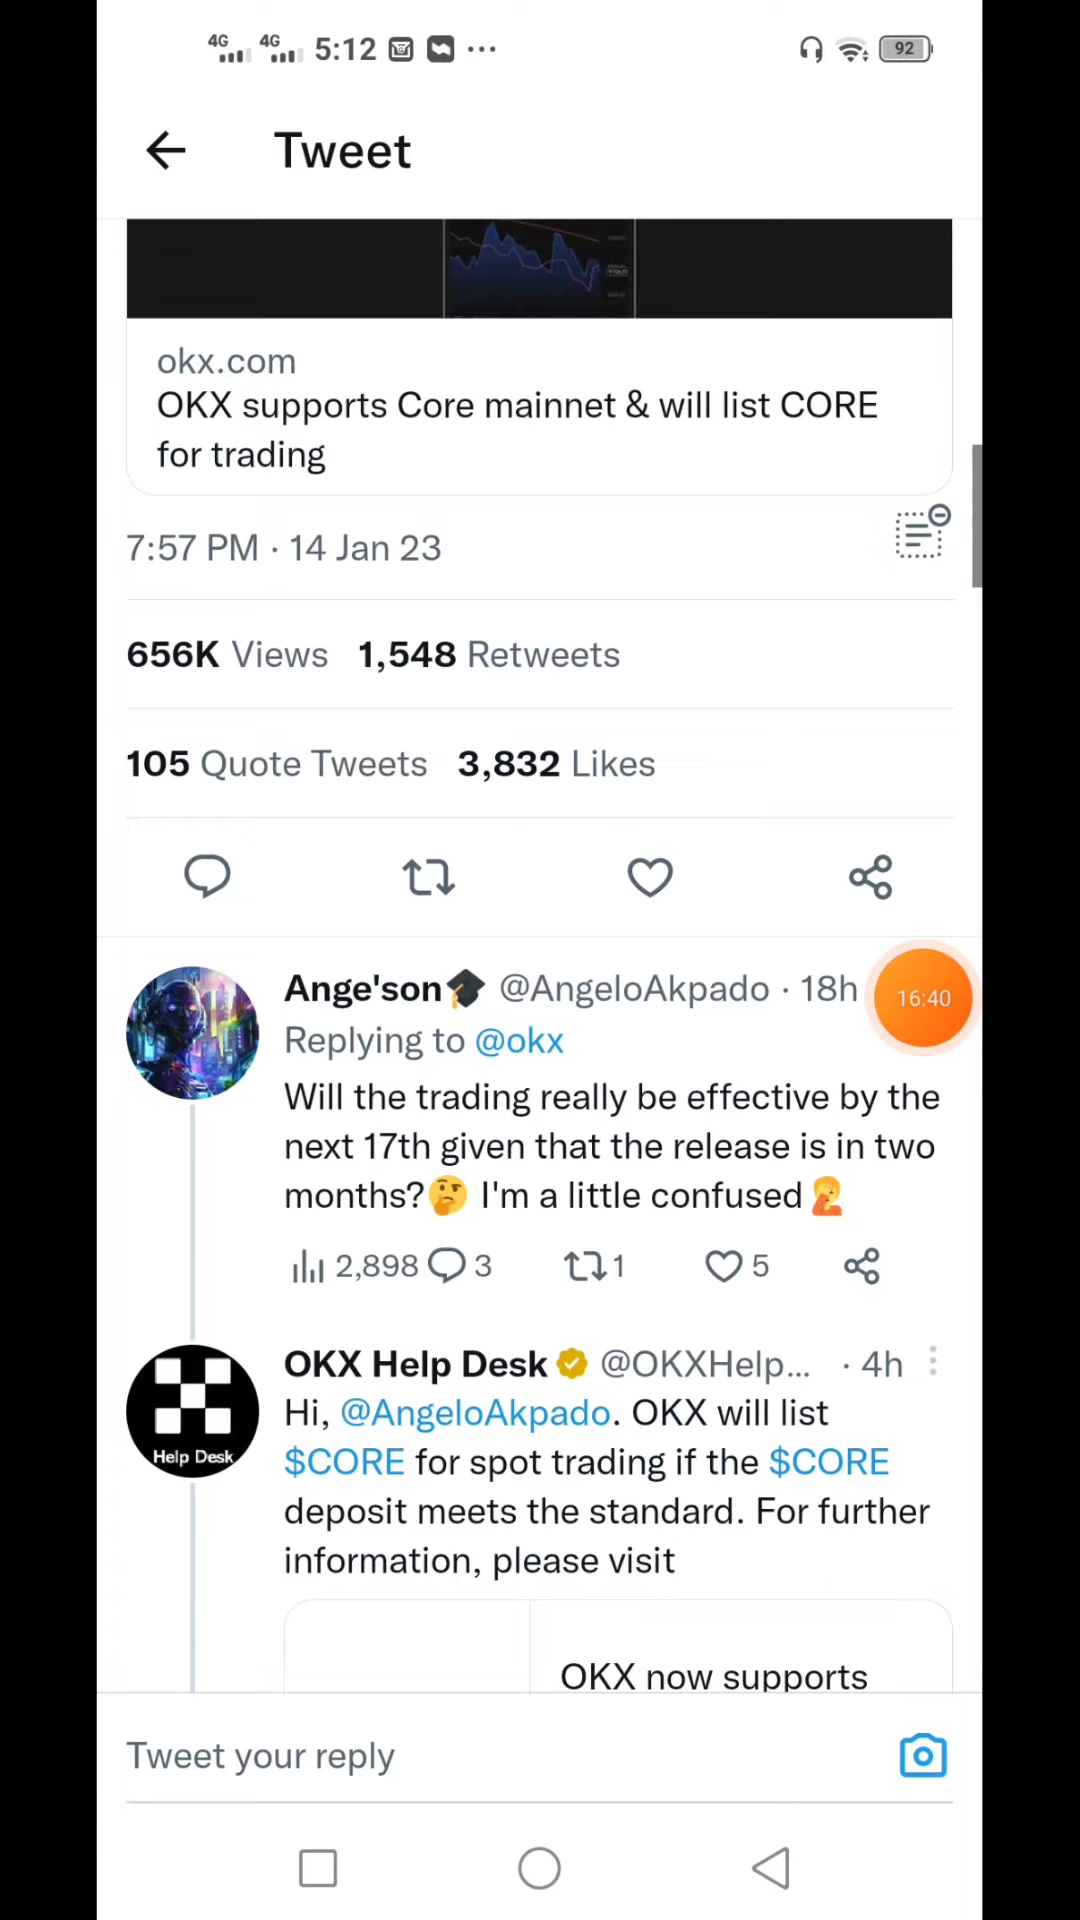 4G 4G 5:12 92
Tweet
okx.com
OKX supports Core mainnet & will list CORE
for trading
7:57 PM · 14 Jan 23
656K Views 1,548 Retweets
105 Quote Tweets 3,832 Likes
Ange'son🎓 @AngeloAkpado · 18h
16:40
Replying to @okx
Will the trading really be effective by the
next 17th given that the release is in two
months?🤔 I'm a little confused🤦
2,898 3 1 5
OKX Help Desk @OKXHelp... · 4h
Help Desk
Hi, @AngeloAkpado. OKX will list
$CORE for spot trading if the $CORE
deposit meets the standard. For further
information, please visit
OKX now supports
Tweet your reply